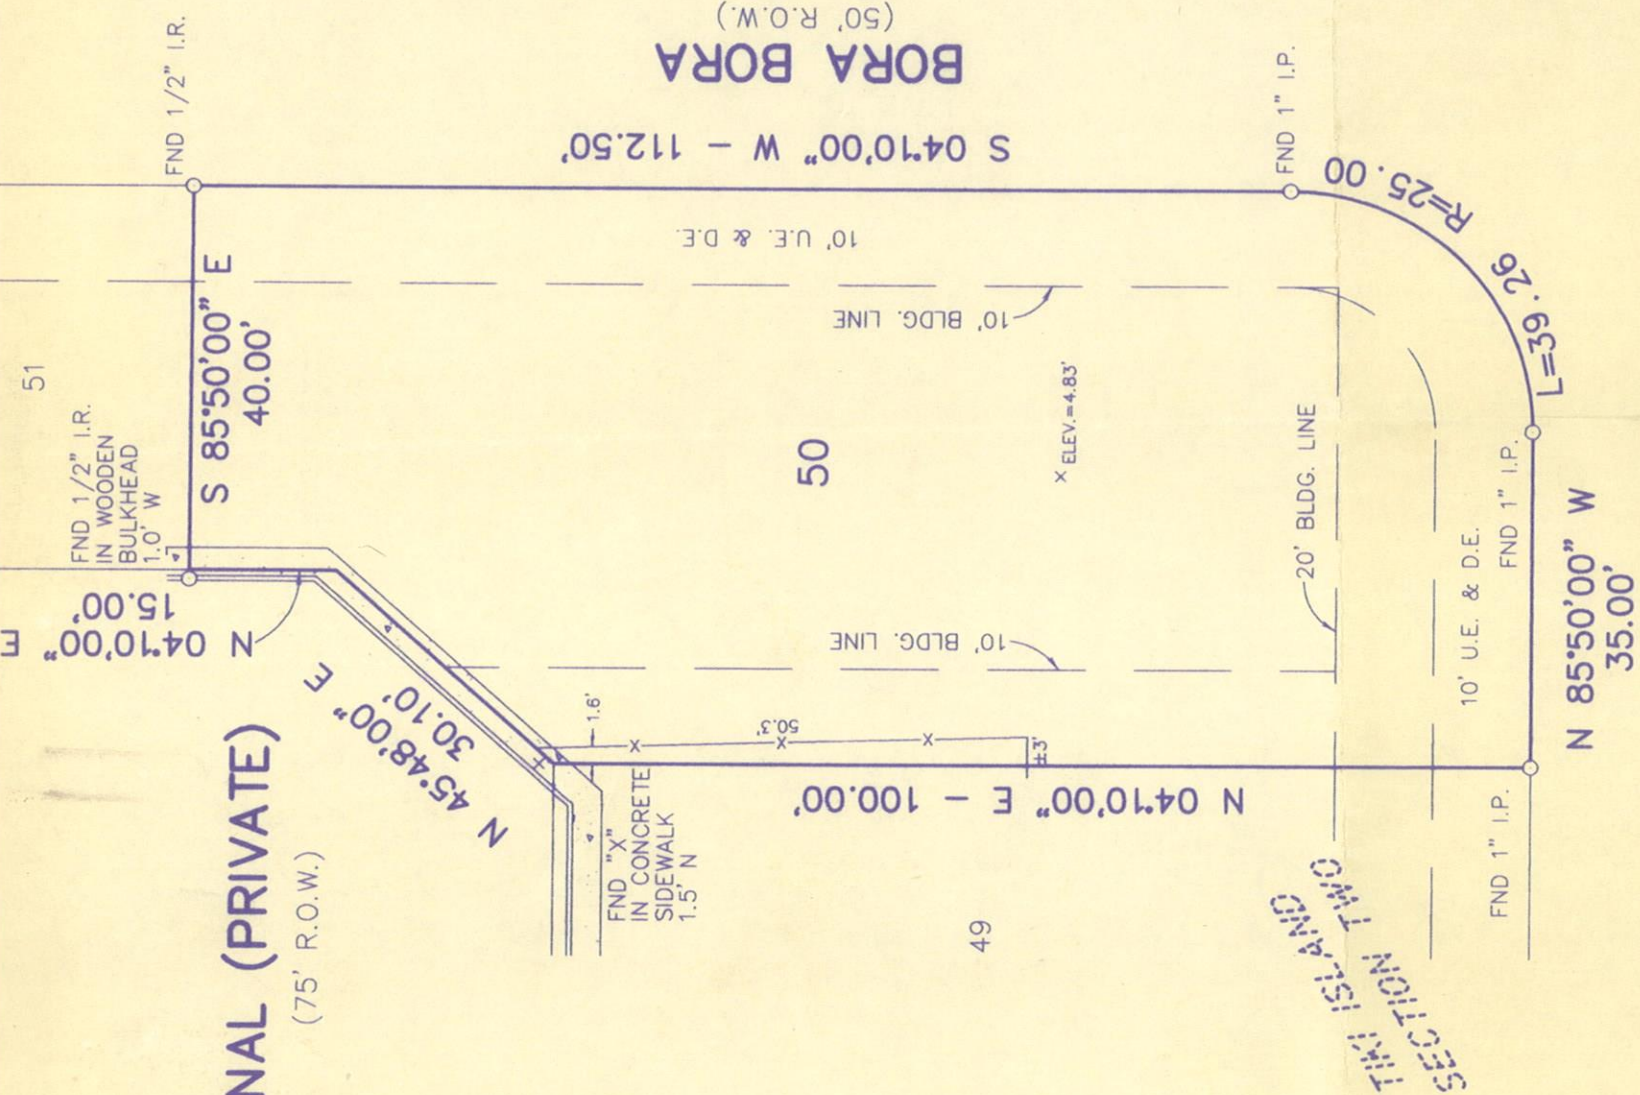 (50' R.O.W.)
BORA BORA
S 04°10'00" W - 112.50'
FND 1/2" I.R.
FND 1" I.P.
R=25.00
L=39.26
10' U.E. & D.E.
10' BLDG. LINE
S 85°50'00" E
40.00'
51
FND 1/2" I.R.
IN WOODEN
BULKHEAD
1.0' W
50
x ELEV.=4.83'
20' BLDG. LINE
FND 1" I.P.
N 85°50'00" W
35.00'
10' U.E. & D.E.
15.00'
N 04°10'00" E
N 45°48'00" E
30.10'
10' BLDG. LINE
1.6'
50.3'
±3'
N 04°10'00" E - 100.00'
FND "X"
IN CONCRETE
SIDEWALK
1.5' N
49
FND 1" I.P.
TIKI ISLAND
SECTION TWO
NAL (PRIVATE)
(75' R.O.W.)